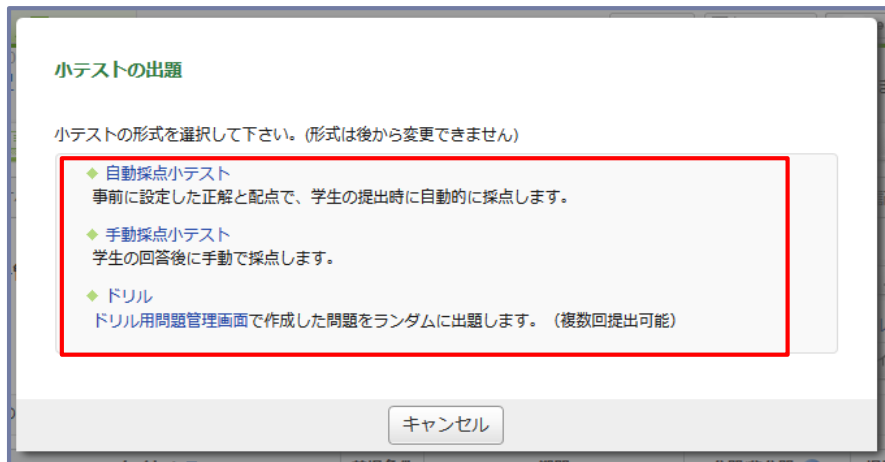 小テストの出題
小テストの形式を選択して下さい。(形式は後から変更できません)
自動採点小テスト
事前に設定した正解と配点で、学生の提出時に自動的に採点します。
手動採点小テスト
学生の回答後に手動で採点します。
ドリル
ドリル用問題管理画面で作成した問題をランダムに出題します。（複数回提出可能）
キャンセル